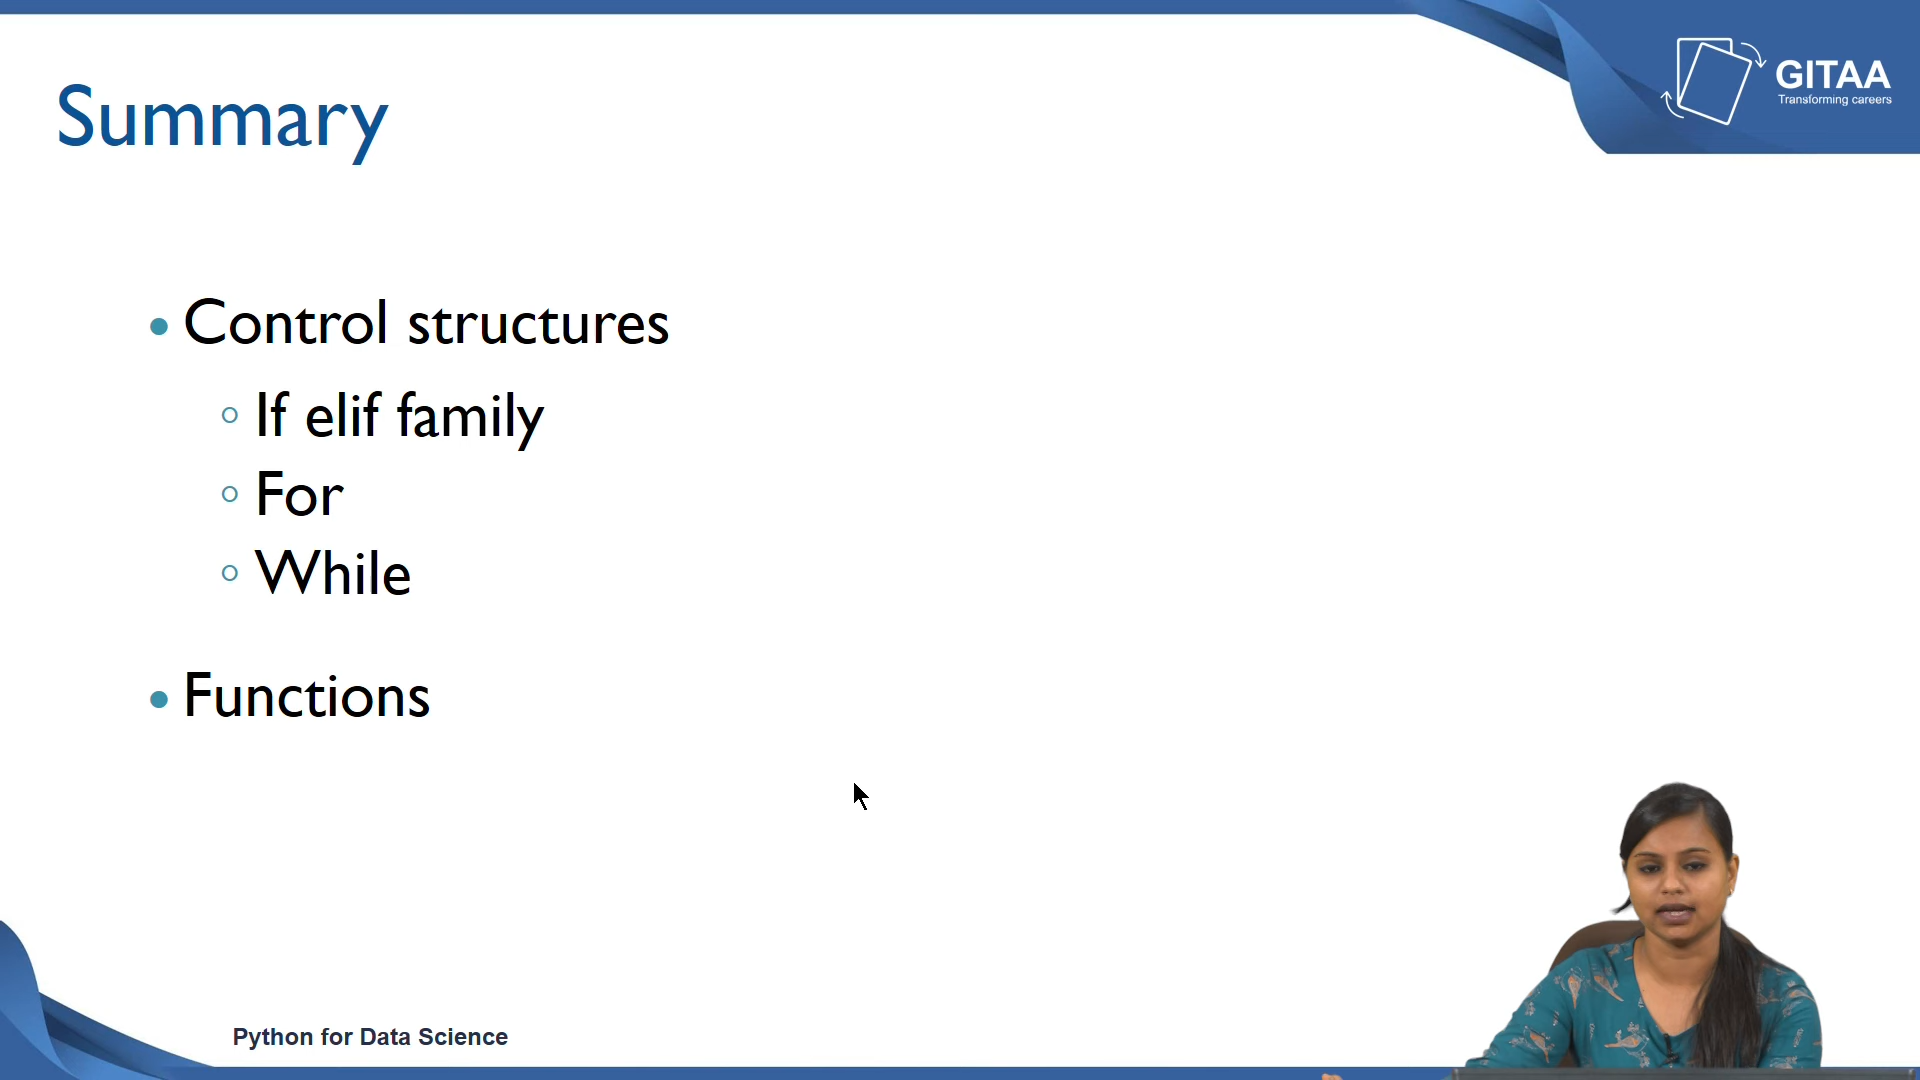 GITAA
Transforming careers
Summary
• Control structures
◦ If elif family
◦ For
◦ While
• Functions
Python for Data Science